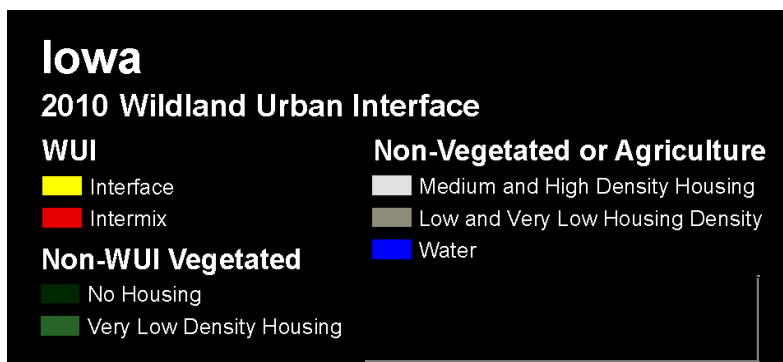 Iowa
2010 Wildland Urban Interface
WUI
Interface
Intermix
Non-WUI Vegetated
No Housing
Very Low Density Housing
Non-Vegetated or Agriculture
Medium and High Density Housing
Low and Very Low Housing Density
Water